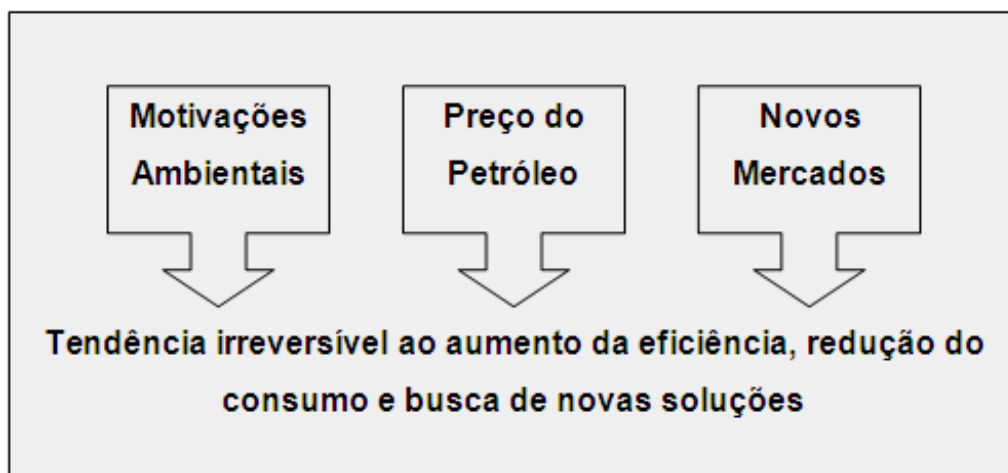 Motivações
Ambientais
Preço do
Petróleo
Novos
Mercados
Tendência irreversível ao aumento da eficiência, redução do
consumo e busca de novas soluções